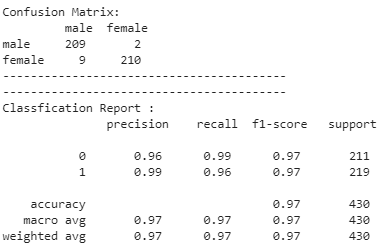 Confusion Matrix:
male female
male 209 2
female 9 210
-----------------------------------------
-----------------------------------------
Classfication Report :
precision recall f1-score support
0 0.96 0.99 0.97 211
1 0.99 0.96 0.97 219
accuracy 0.97 430
macro avg 0.97 0.97 0.97 430
weighted avg 0.97 0.97 0.97 430